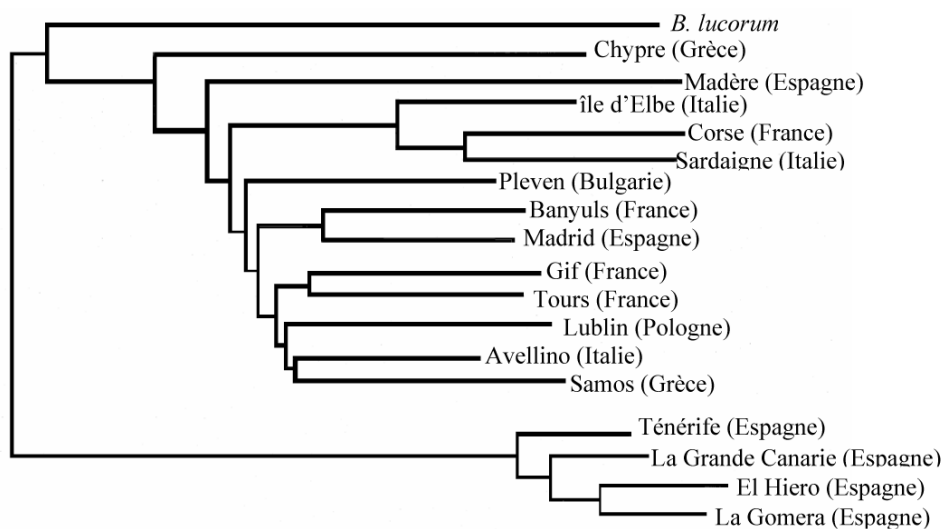 B. lucorum
Chypre (Grèce)
Madère (Espagne)
île d'Elbe (Italie)
Corse (France)
Sardaigne (Italie)
Pleven (Bulgarie)
Banyuls (France)
Madrid (Espagne)
Gif (France)
Tours (France)
Lublin (Pologne)
Avellino (Italie)
Samos (Grèce)
Ténérife (Espagne)
La Grande Canarie (Espagne)
El Hiero (Espagne)
La Gomera (Espagne)